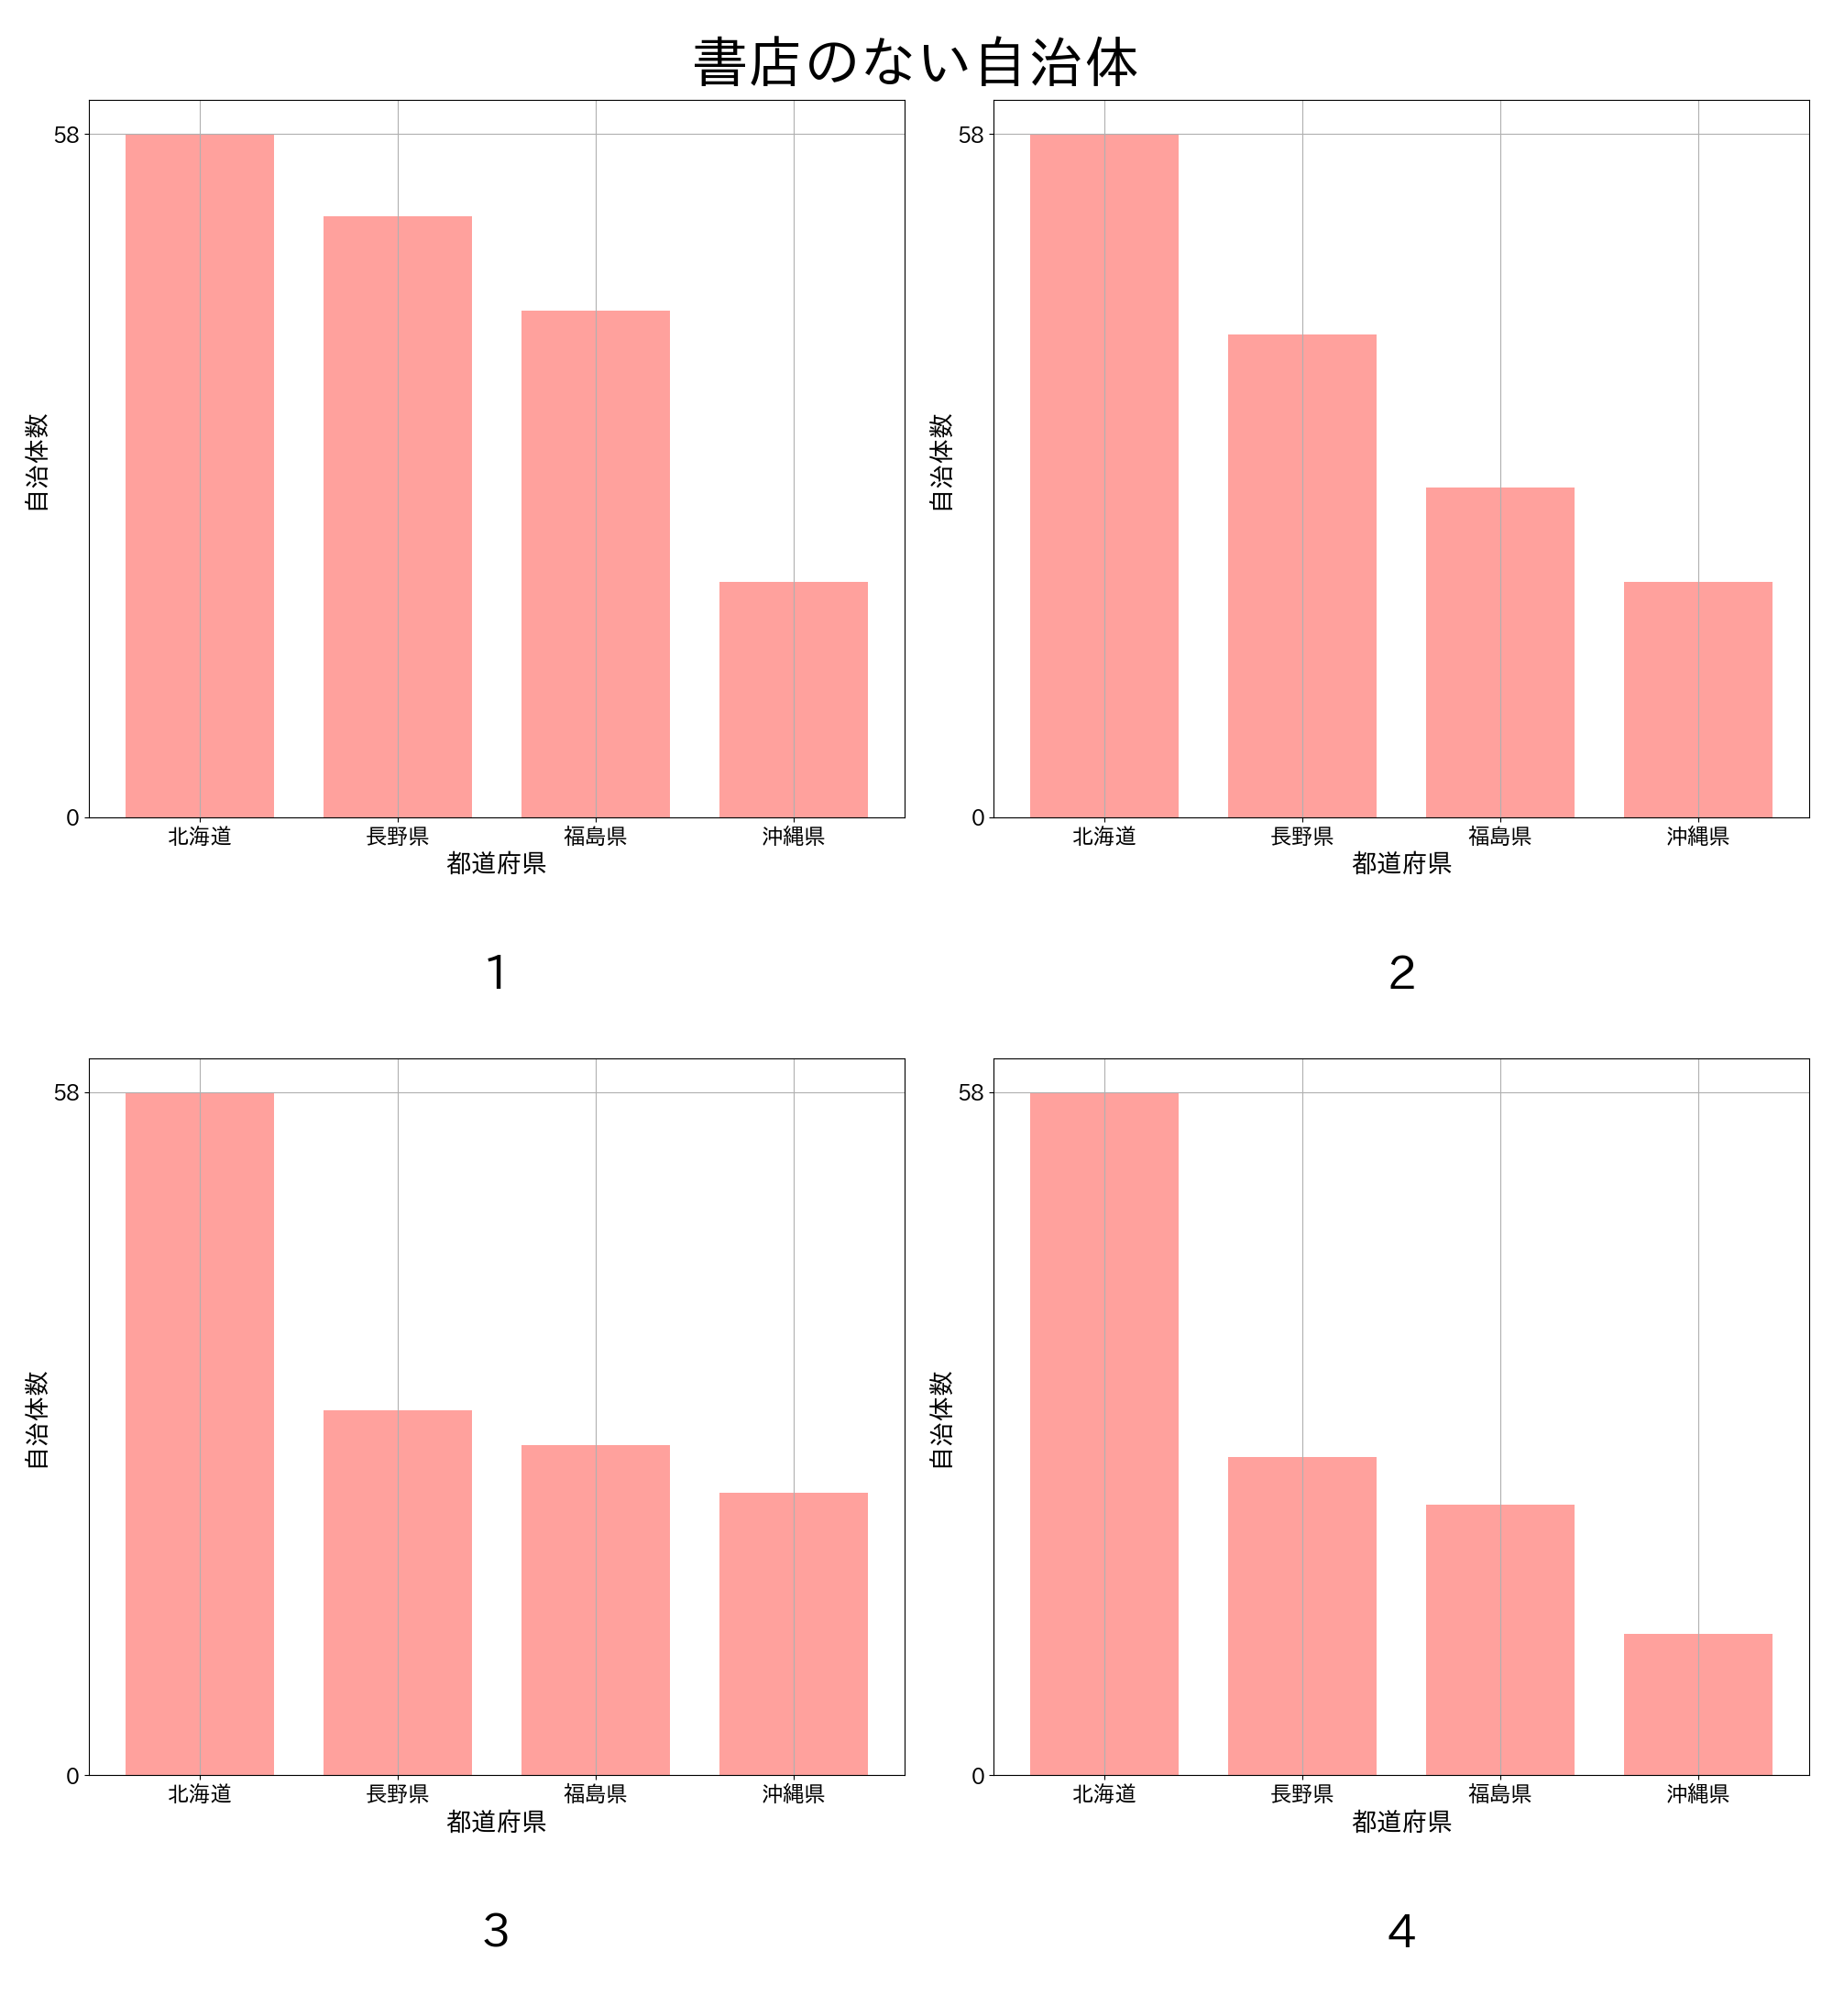 書店のない自治体
58
0
自治体数
北海道 長野県 福島県 沖縄県
都道府県
1
58
0
自治体数
北海道 長野県 福島県 沖縄県
都道府県
2
58
0
自治体数
北海道 長野県 福島県 沖縄県
都道府県
3
58
0
自治体数
北海道 長野県 福島県 沖縄県
都道府県
4